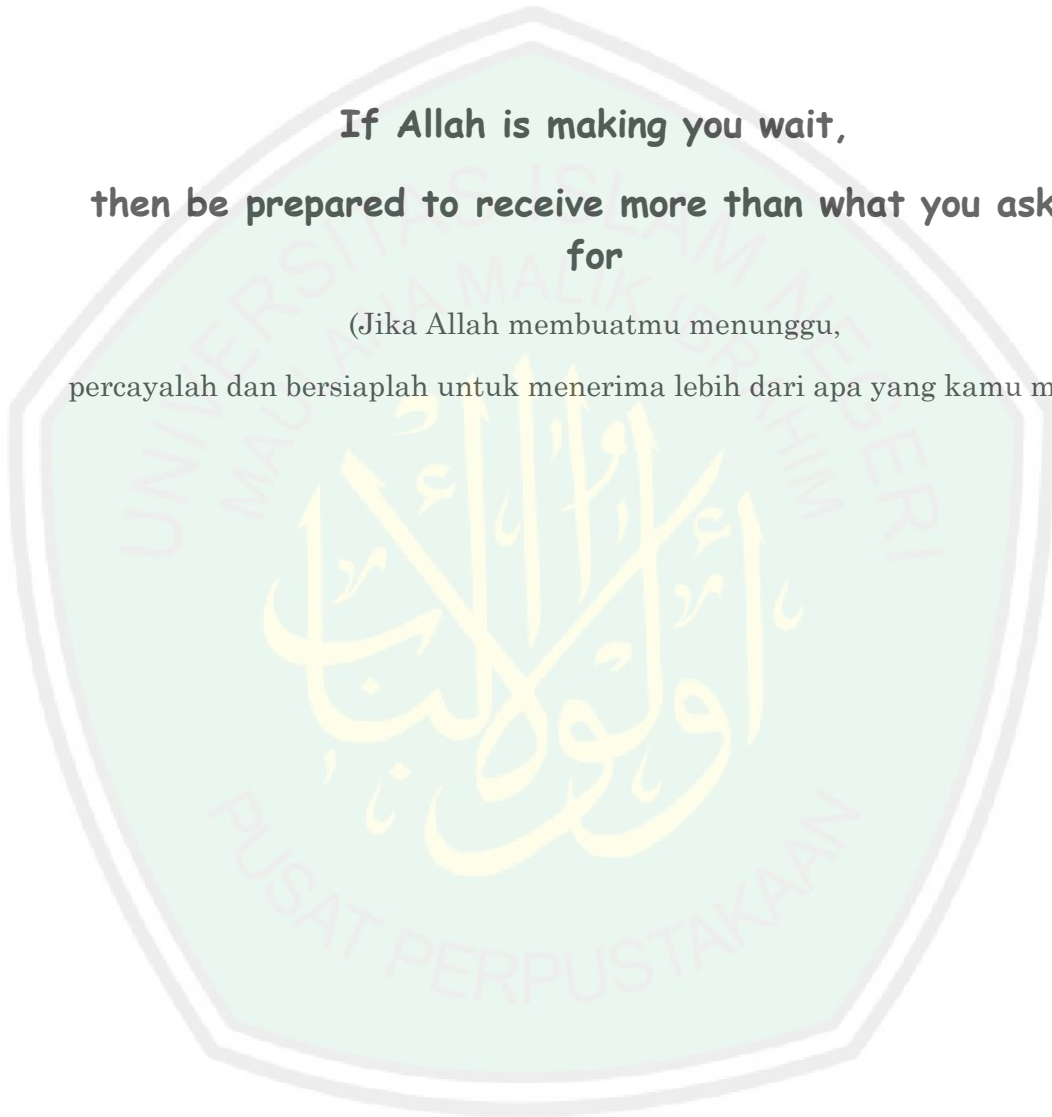 If Allah is making you wait,
then be prepared to receive more than what you ask
for
(Jika Allah membuatmu menunggu,
percayalah dan bersiaplah untuk menerima lebih dari apa yang kamu m
UNIVERSITAS ISLAM NEGERI
MAULANA MALIK IBRAHIM
PUSAT PERPUSTAKAAN